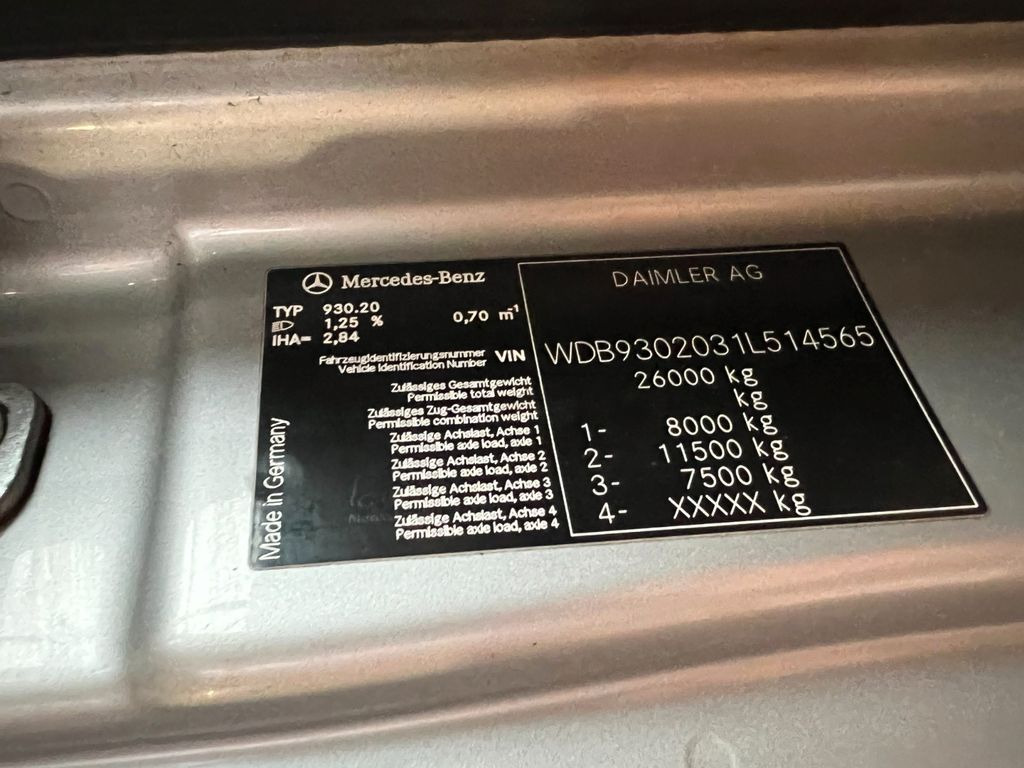 Mercedes-Benz
TYP 930.20
1,25 % 0,70 m⁻¹
IHA= 2,84
Fahrzeugidentifizierungsnummer
Vehicle Identification Number VIN
Zulässiges Gesamtgewicht
Permissible total weight
Zulässiges Zug-Gesamtgewicht
Permissible combination weight
Zulässige Achslast, Achse 1
Permissible axle load, axle 1
Zulässige Achslast, Achse 2
Permissible axle load, axle 2
Zulässige Achslast, Achse 3
Permissible axle load, axle 3
Zulässige Achslast, Achse 4
Permissible axle load, axle 4
Made in Germany
DAIMLER AG
WDB9302031L514565
26000 kg
kg
1- 8000 kg
2- 11500 kg
3- 7500 kg
4- XXXXX kg